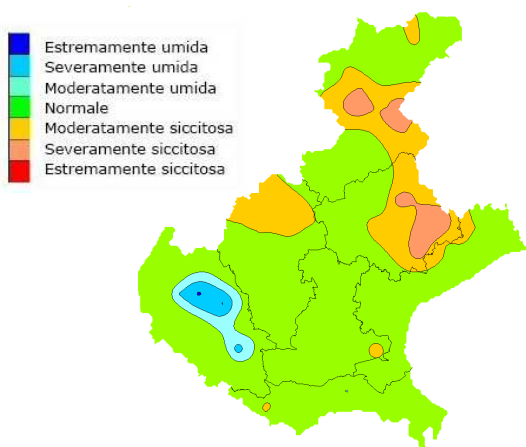 Estremamente umida
Severamente umida
Moderatamente umida
Normale
Moderatamente siccitosa
Severamente siccitosa
Estremamente siccitosa